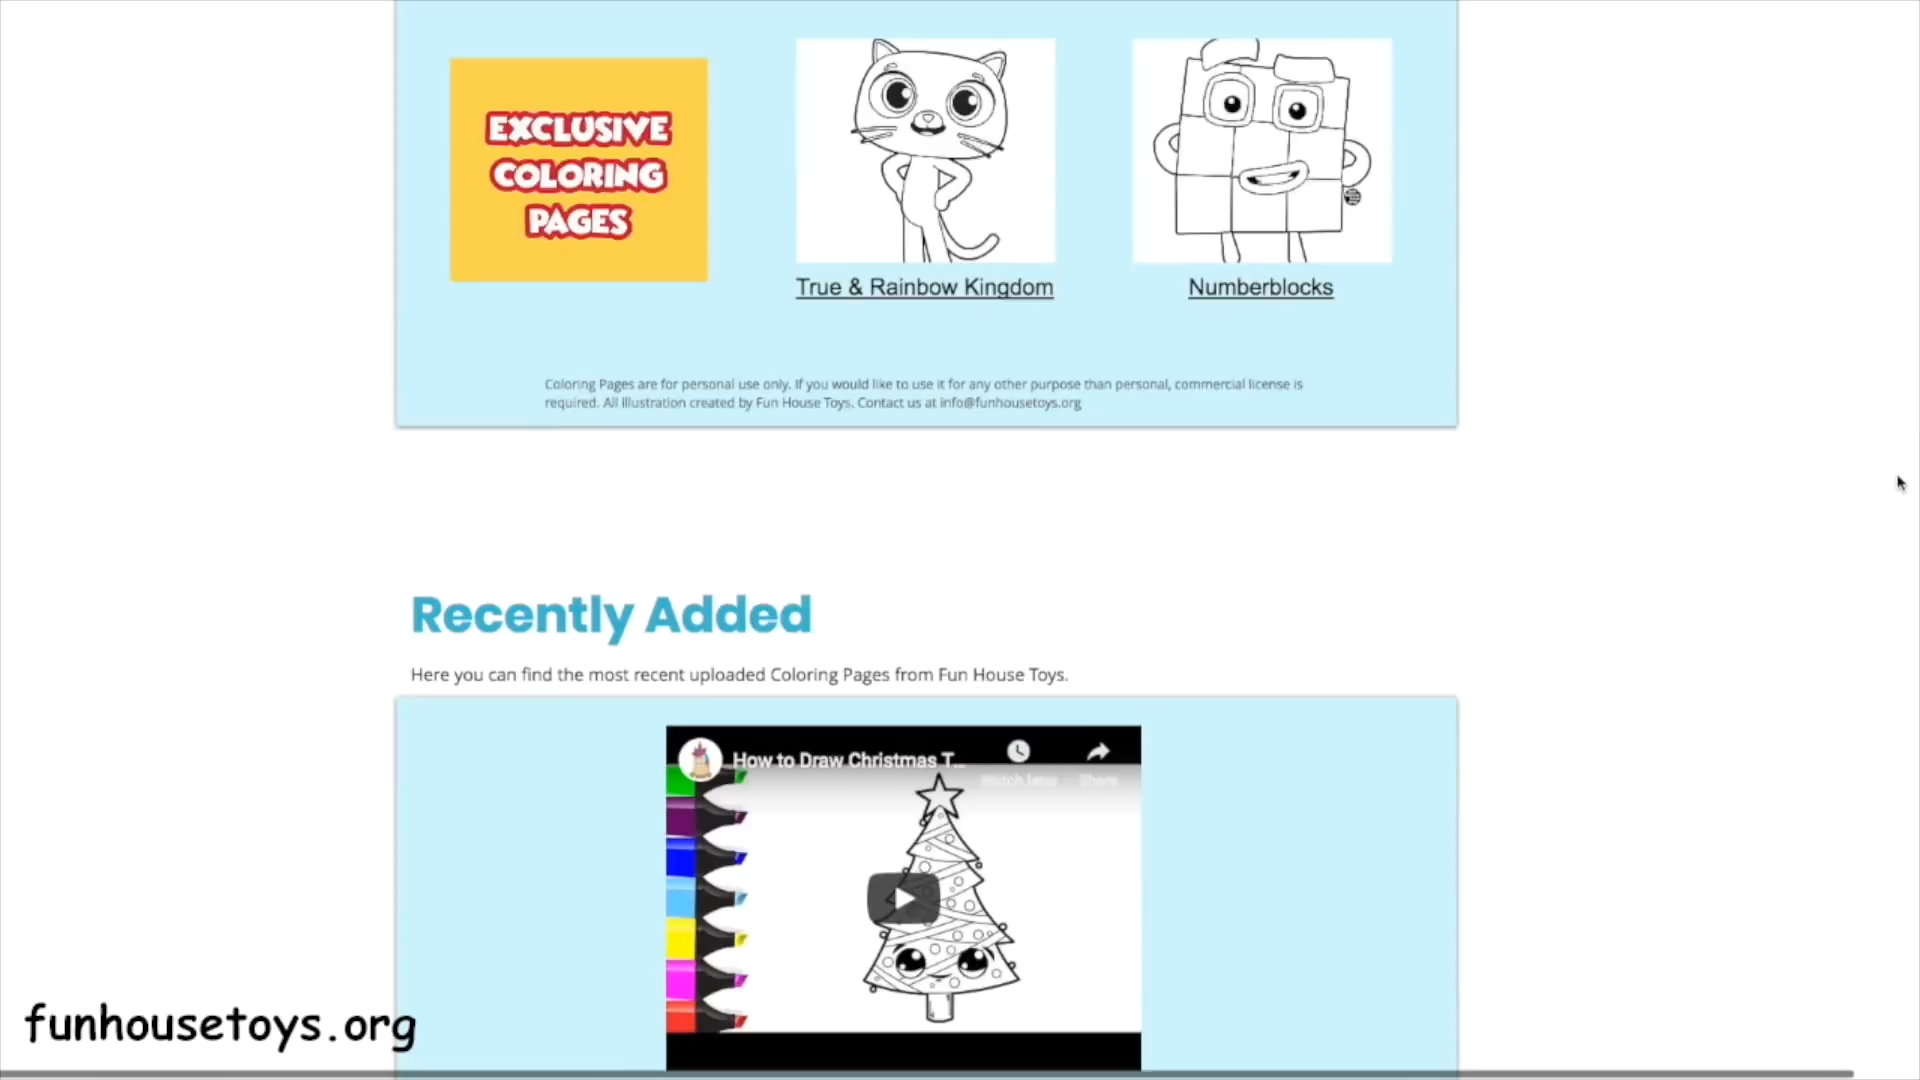 EXCLUSIVE
COLORING
PAGES
True & Rainbow Kingdom
Numberblocks
Coloring Pages are for personal use only. If you would like to use it for any other purpose than personal, commercial license is
required. All Illustration created by Fun House Toys. Contact us at info@funhousetoys.org
Recently Added
Here you can find the most recent uploaded Coloring Pages from Fun House Toys.
How to Draw Christmas T...
Watch later
Share
funhousetoys.org